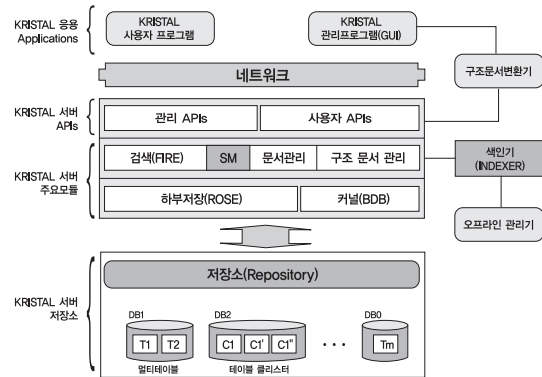 KRISTAL 응용
Applications
KRISTAL
사용자 프로그램
KRISTAL
관리프로그램(GUI)
네트워크
구조문서변환기
KRISTAL 서버
APIs
관리 APIs
사용자 APIs
KRISTAL 서버
주요모듈
검색(FIRE)
SM
문서관리
구조 문서 관리
색인기
(INDEXER)
하부저장(ROSE)
커널(BDB)
오프라인 관리기
KRISTAL 서버
저장소
저장소(Repository)
DB1
DB2
DB0
T1
T2
C1
C1'
C1"
...
Tm
멀티테이블
테이블 클러스터